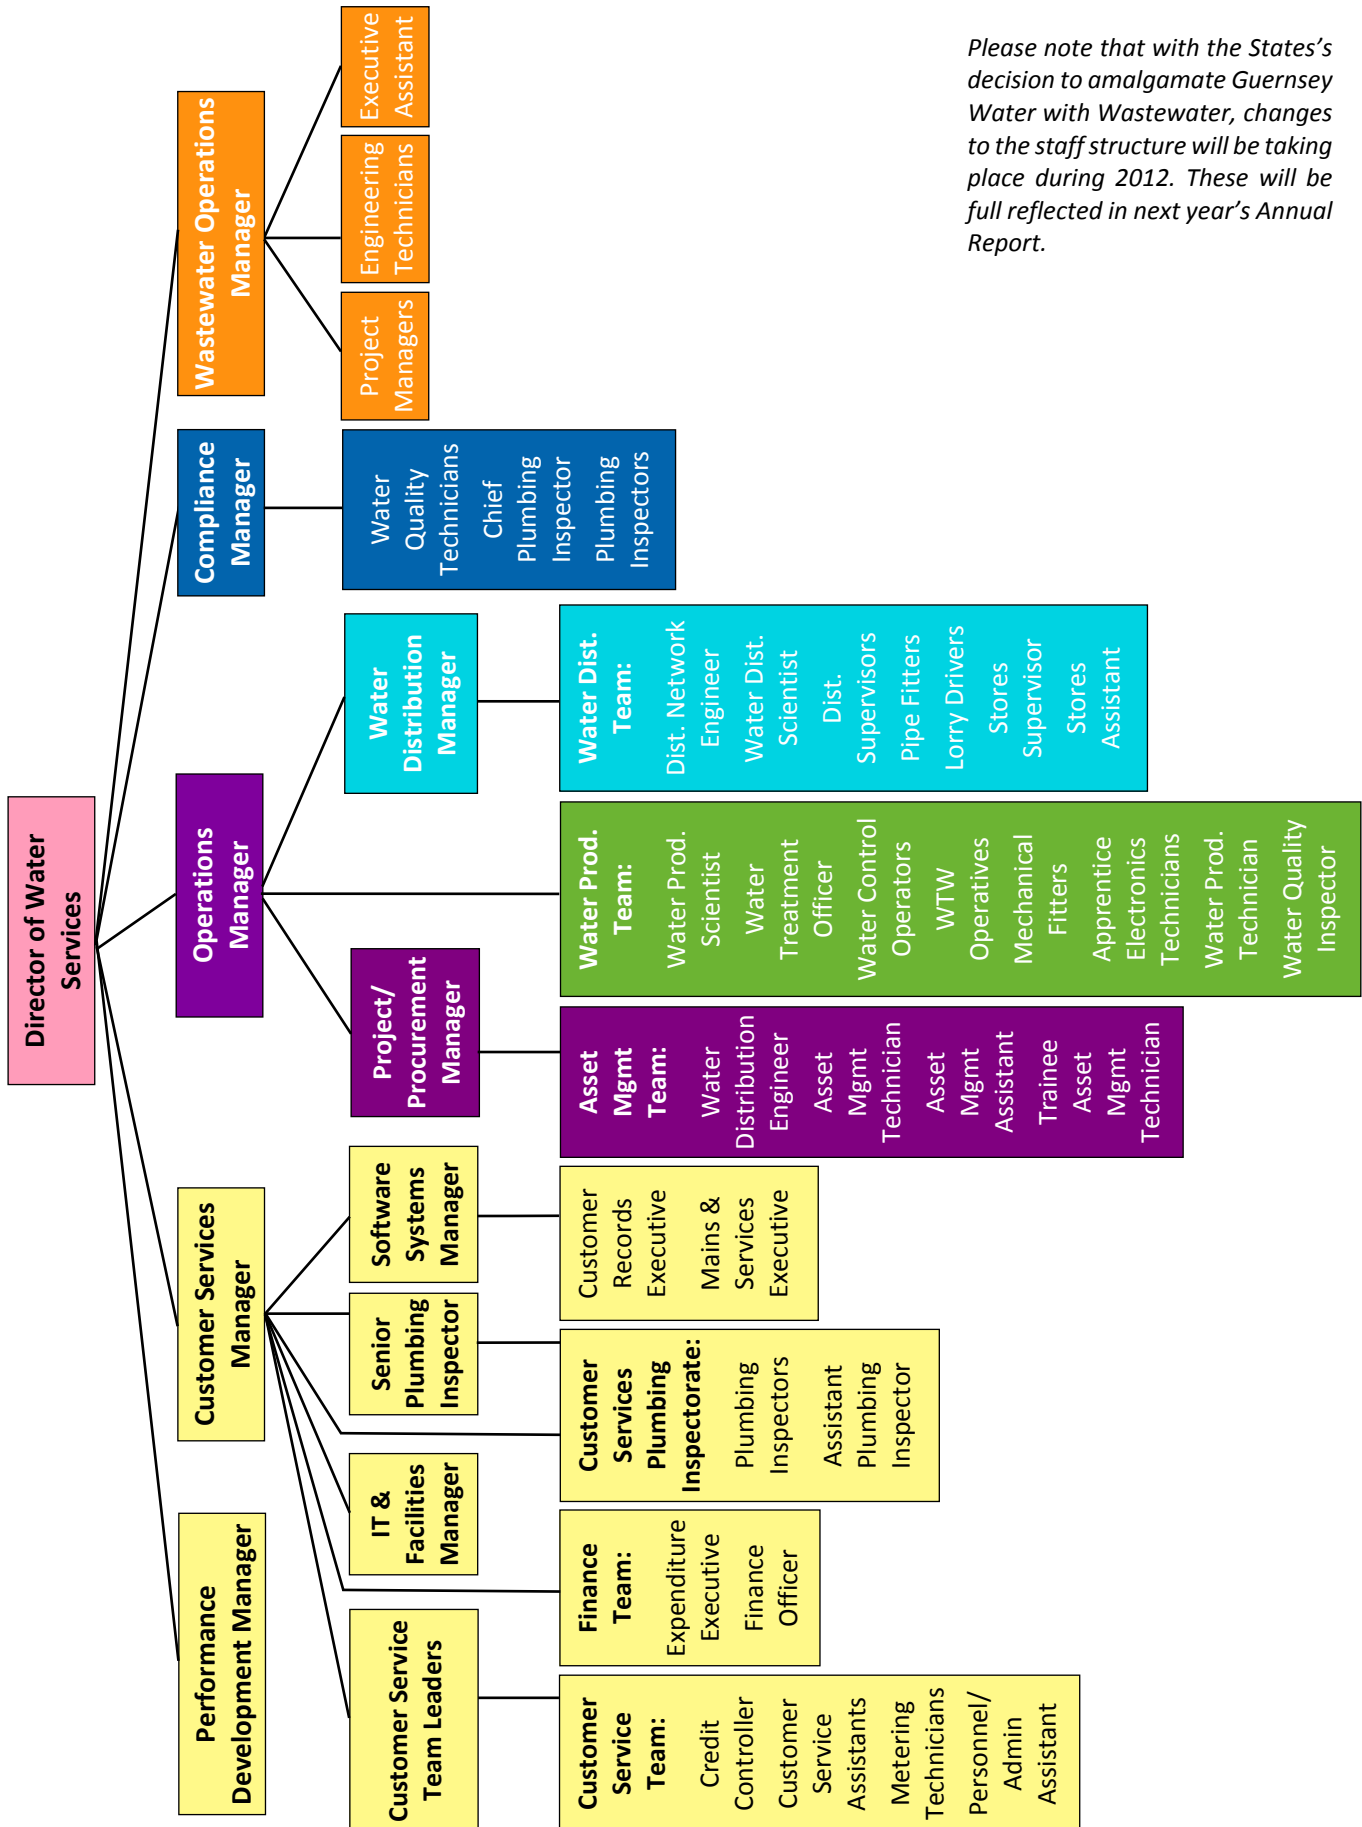 Director of Water
Services
Performance
Development Manager
Customer Services
Manager
Operations
Manager
Compliance
Manager
Wastewater Operations
Manager
Customer Service
Team Leaders
IT &
Facilities
Manager
Senior
Plumbing
Inspector
Software
Systems
Manager
Project/
Procurement
Manager
Water
Distribution
Manager
Water
Quality
Technicians
Chief
Plumbing
Inspector
Plumbing
Inspectors
Project
Managers
Engineering
Technicians
Executive
Assistant
Customer
Service
Team:
Credit
Controller
Customer
Service
Assistants
Metering
Technicians
Personnel/
Admin
Assistant
Finance
Team:
Expenditure
Executive
Finance
Officer
Customer
Services
Plumbing
Inspectorate:
Plumbing
Inspectors
Assistant
Plumbing
Inspector
Customer
Records
Executive
Mains &
Services
Executive
Asset
Mgmt
Team:
Water
Distribution
Engineer
Asset
Mgmt
Technician
Asset
Mgmt
Assistant
Trainee
Asset
Mgmt
Technician
Water Prod.
Team:
Water Prod.
Scientist
Water
Treatment
Officer
Water Control
Operators
WTW
Operatives
Mechanical
Fitters
Apprentice
Electronics
Technicians
Water Prod.
Technician
Water Quality
Inspector
Water Dist.
Team:
Dist. Network
Engineer
Water Dist.
Scientist
Dist.
Supervisors
Pipe Fitters
Lorry Drivers
Stores
Supervisor
Stores
Assistant
Please note that with the States's
decision to amalgamate Guernsey
Water with Wastewater, changes
to the staff structure will be taking
place during 2012. These will be
full reflected in next year's Annual
Report.